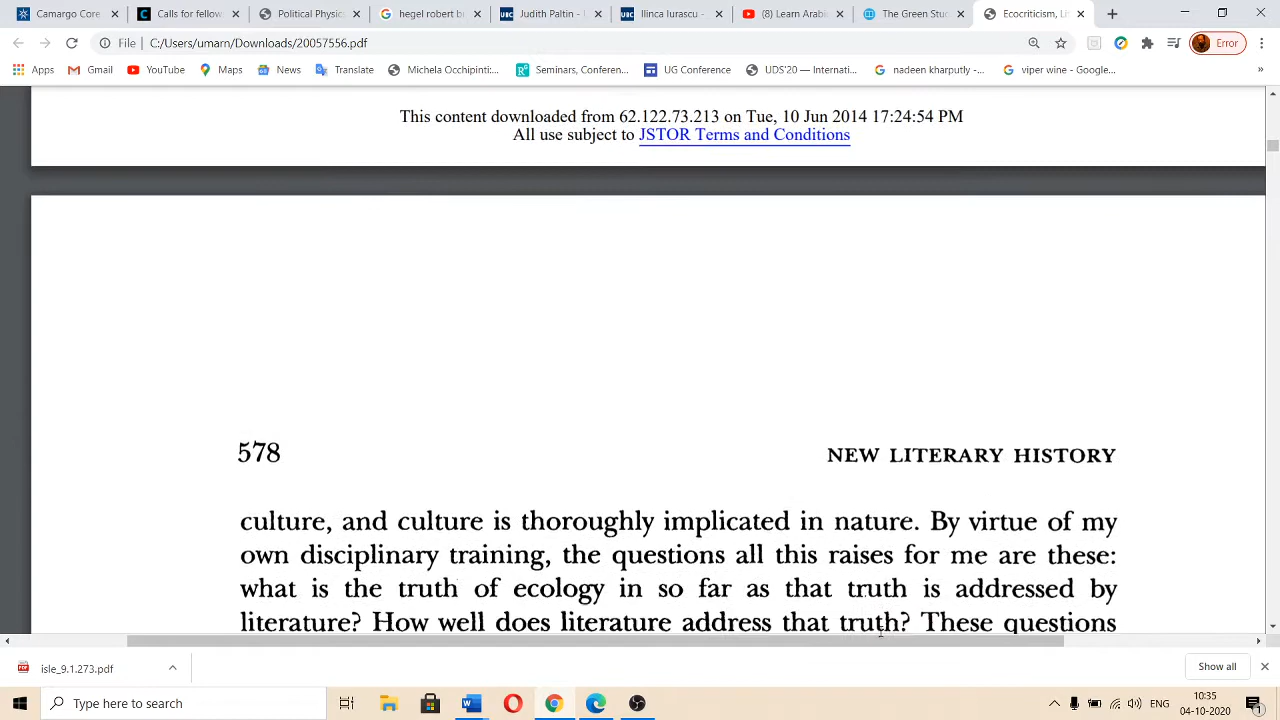 Camargo Core
Call for fellow
Political Physic
hegel robert be
Judith Paltin -
Ilinca Iurascu -
(8) Learn Arab
The Green Stud
Ecocriticism, Lit
File | C:/Users/umarn/Downloads/20057556.pdf
Error
Apps
Gmail
YouTube
Maps
News
Translate
Michela Occhipinti...
Seminars, Conferen...
UG Conference
UDS'20 — Internati...
nadeen kharputly -...
viper wine - Google...
This content downloaded from 62.122.73.213 on Tue, 10 Jun 2014 17:24:54 PM
All use subject to JSTOR Terms and Conditions
578
NEW LITERARY HISTORY
culture, and culture is thoroughly implicated in nature. By virtue of my
own disciplinary training, the questions all this raises for me are these:
what is the truth of ecology in so far as that truth is addressed by
literature? How well does literature address that truth? These questions
isle_9.1.273.pdf
Show all
Type here to search
ENG
10:35
04-10-2020
1